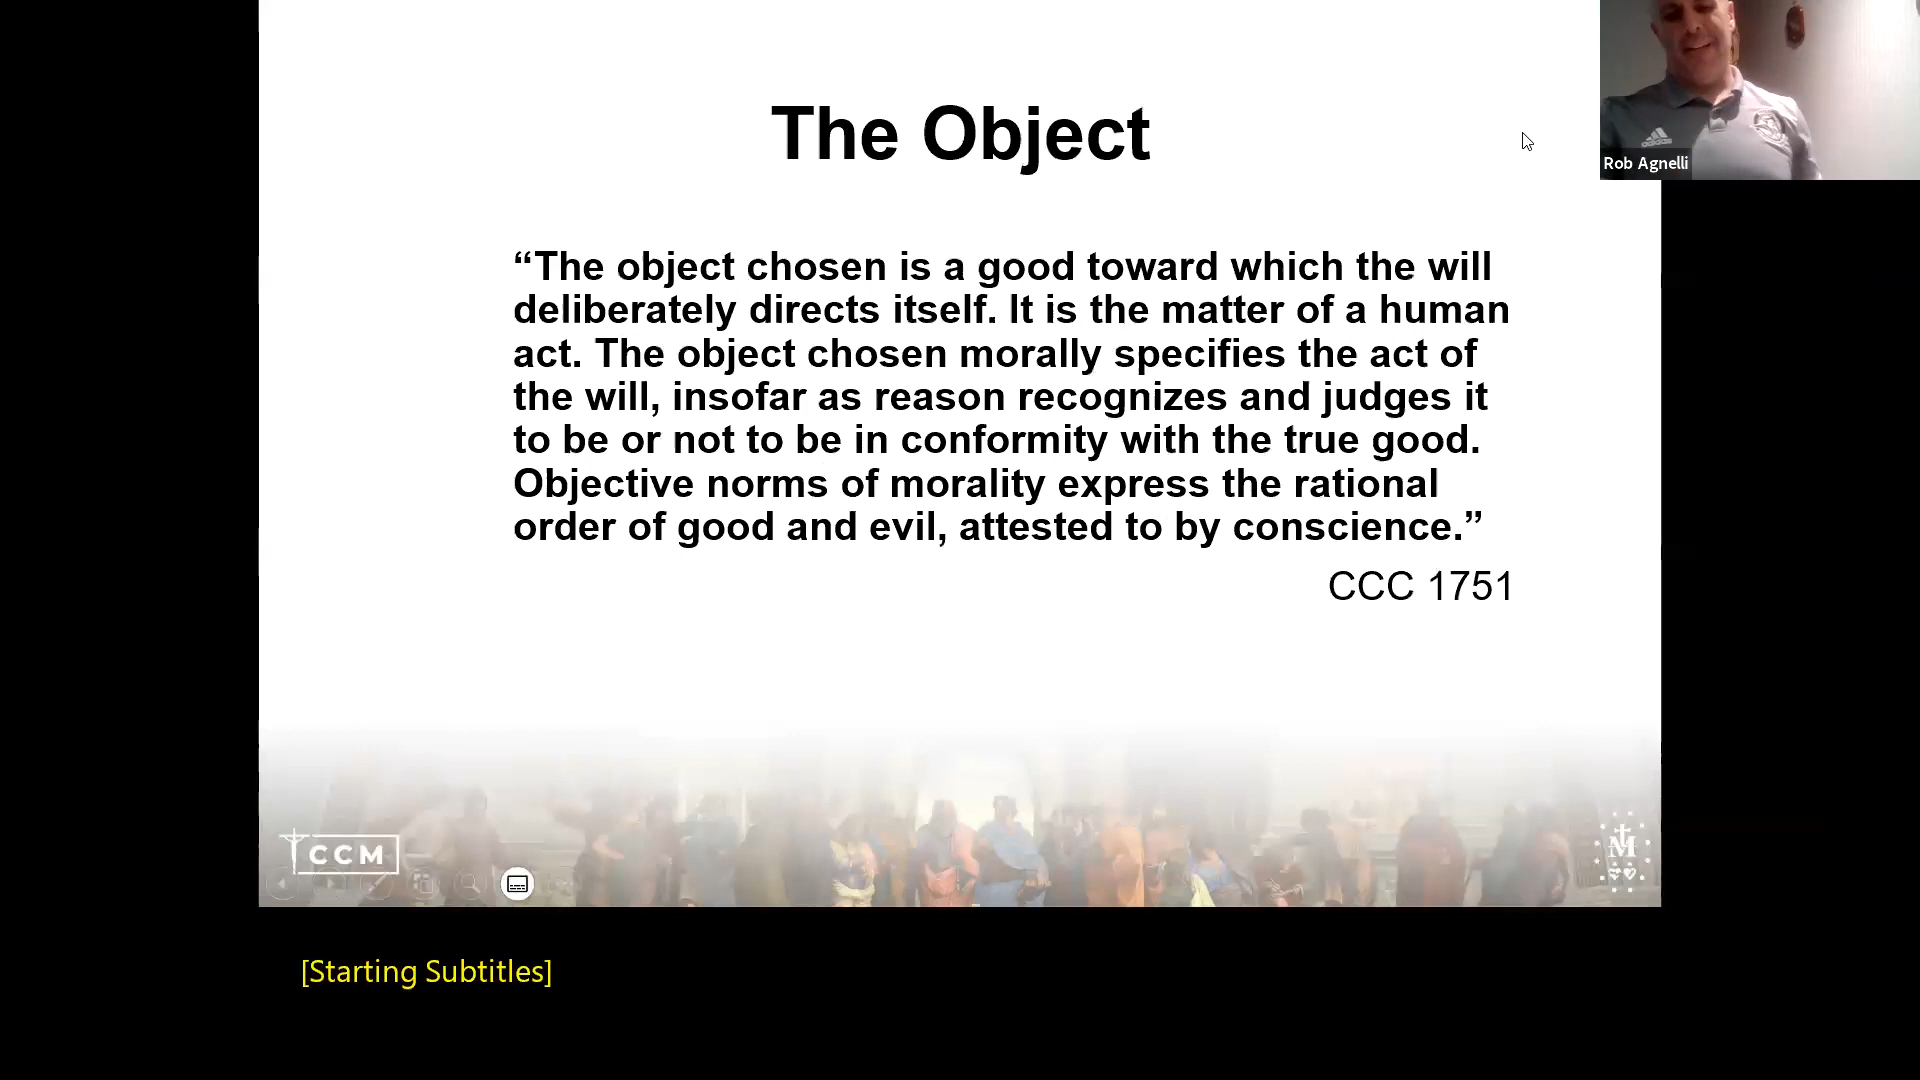 The Object
“The object chosen is a good toward which the will
deliberately directs itself. It is the matter of a human
act. The object chosen morally specifies the act of
the will, insofar as reason recognizes and judges it
to be or not to be in conformity with the true good.
Objective norms of morality express the rational
order of good and evil, attested to by conscience.”
CCC 1751
adidas
Rob Agnelli
CCM
M
[Starting Subtitles]